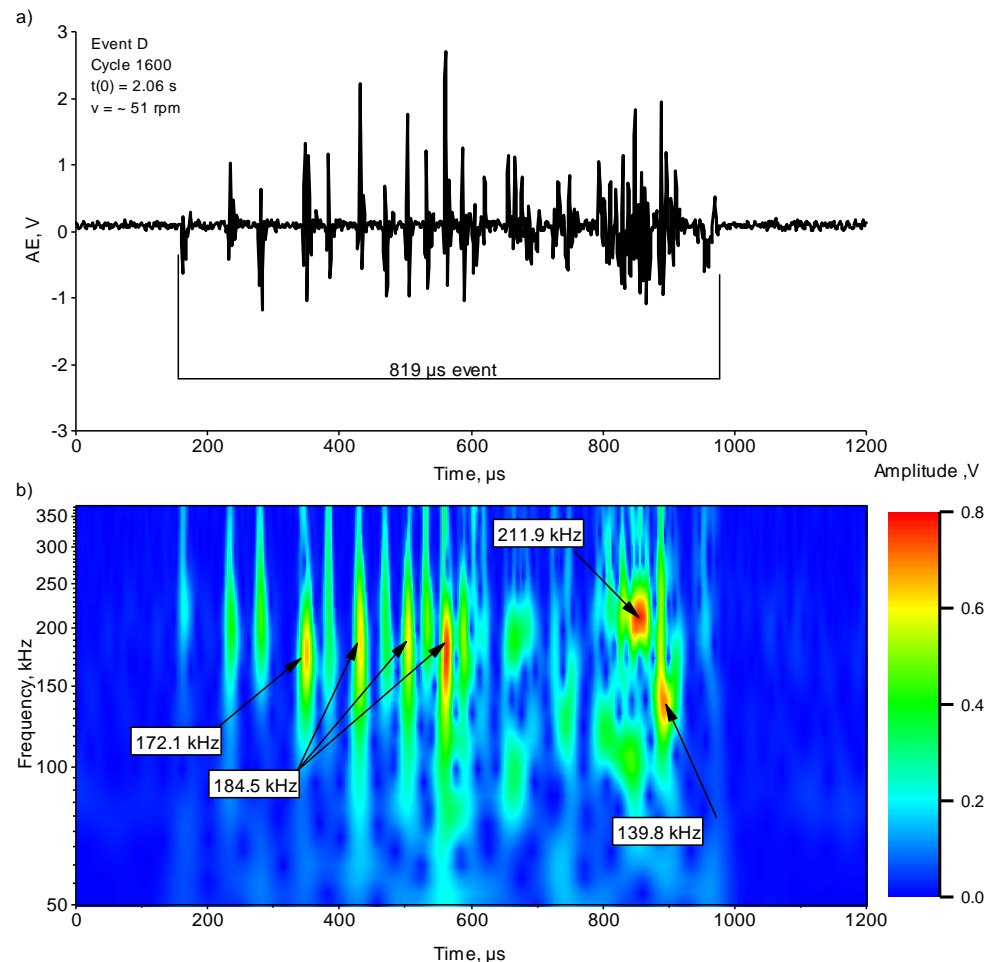 a)
3
2
1
0
-1
-2
-3
AE, V
Event D
Cycle 1600
t(0) = 2.06 s
v = ~ 51 rpm
819 µs event
0 200 400 600 800 1000 1200
Time, µs
b)
Amplitude ,V
350
300
250
200
150
100
50
Frequency, kHz
211.9 kHz
172.1 kHz
184.5 kHz
139.8 kHz
0.8
0.6
0.4
0.2
0.0
0 200 400 600 800 1000 1200
Time, µs